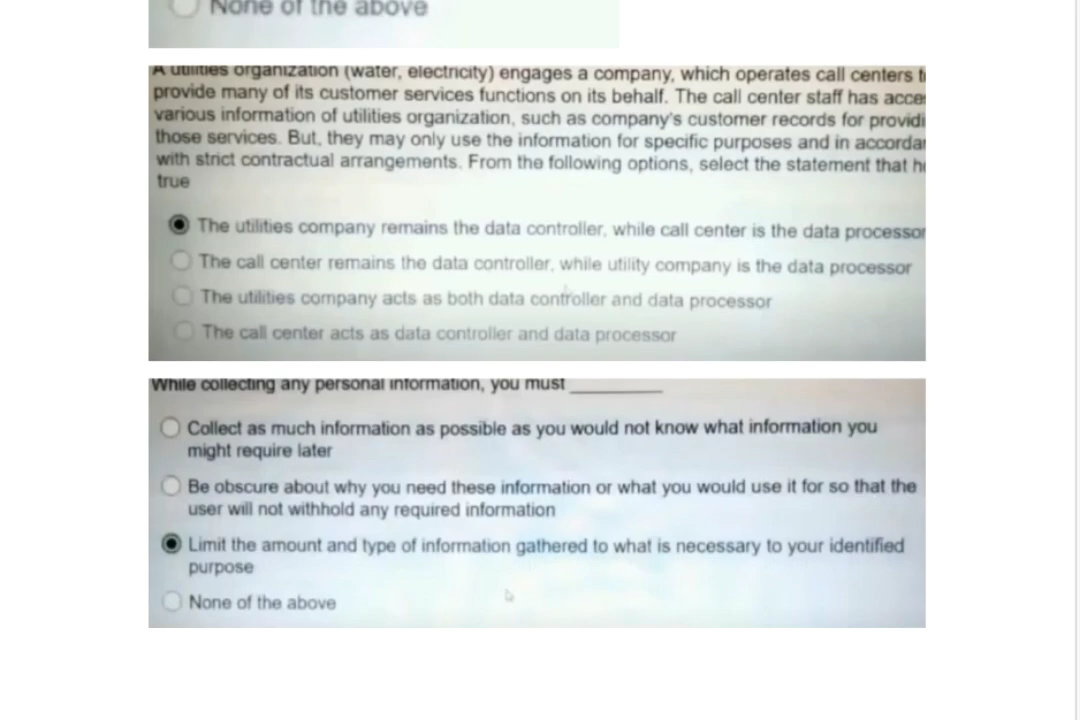 None of the above
A utilities organization (water, electricity) engages a company, which operates call centers
provide many of its customer services functions on its behalf. The call center staff has
various information of utilities organization, such as company's customer records for
those services. But, they may only use the information for specific purposes and in
with strict contractual arrangements. From the following options, select the statement that
true
The utilities company remains the data controller, while call center is the data processor
The call center remains the data controller, while utility company is the data processor
The utilities company acts as both data controller and data processor
The call center acts as data controller and data processor
While collecting any personal information, you must __________
Collect as much information as possible as you would not know what information you
might require later
Be obscure about why you need these information or what you would use it for so that the
user will not withhold any required information
Limit the amount and type of information gathered to what is necessary to your identified
purpose
None of the above